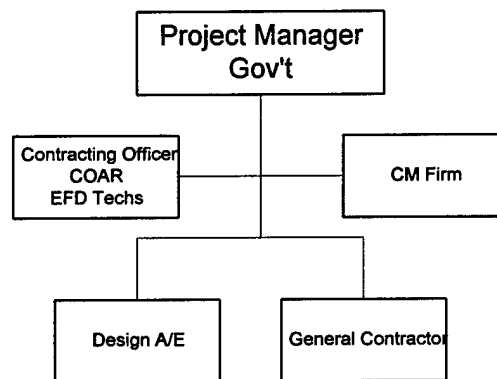 Project Manager
Gov't
Contracting Officer
COAR
EFD Techs
CM Firm
Design A/E
General Contractor